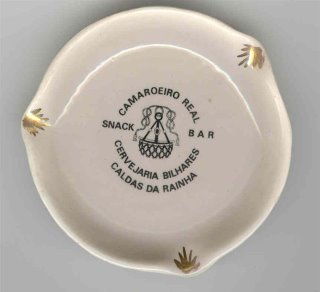 CAMAROEIRO REAL
SNACK BAR
CERVEJARIA BILHARES
CALDAS DA RAINHA